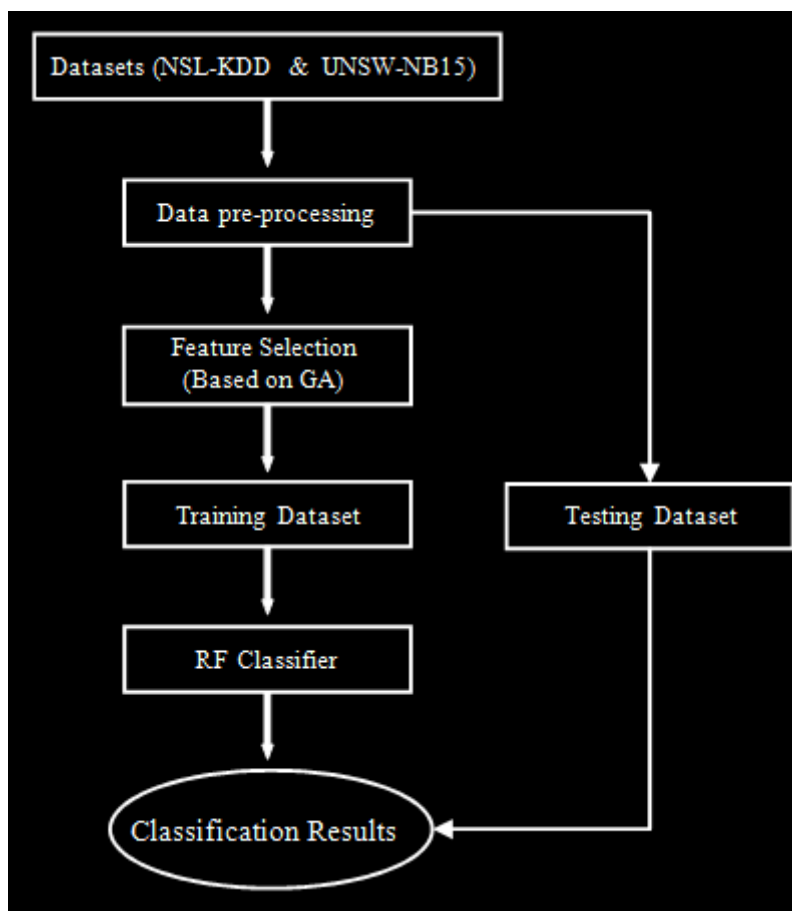 Datasets (NSL-KDD & UNSW-NB15)
Data pre-processing
Feature Selection
(Based on GA)
Training Dataset
Testing Dataset
RF Classifier
Classification Results